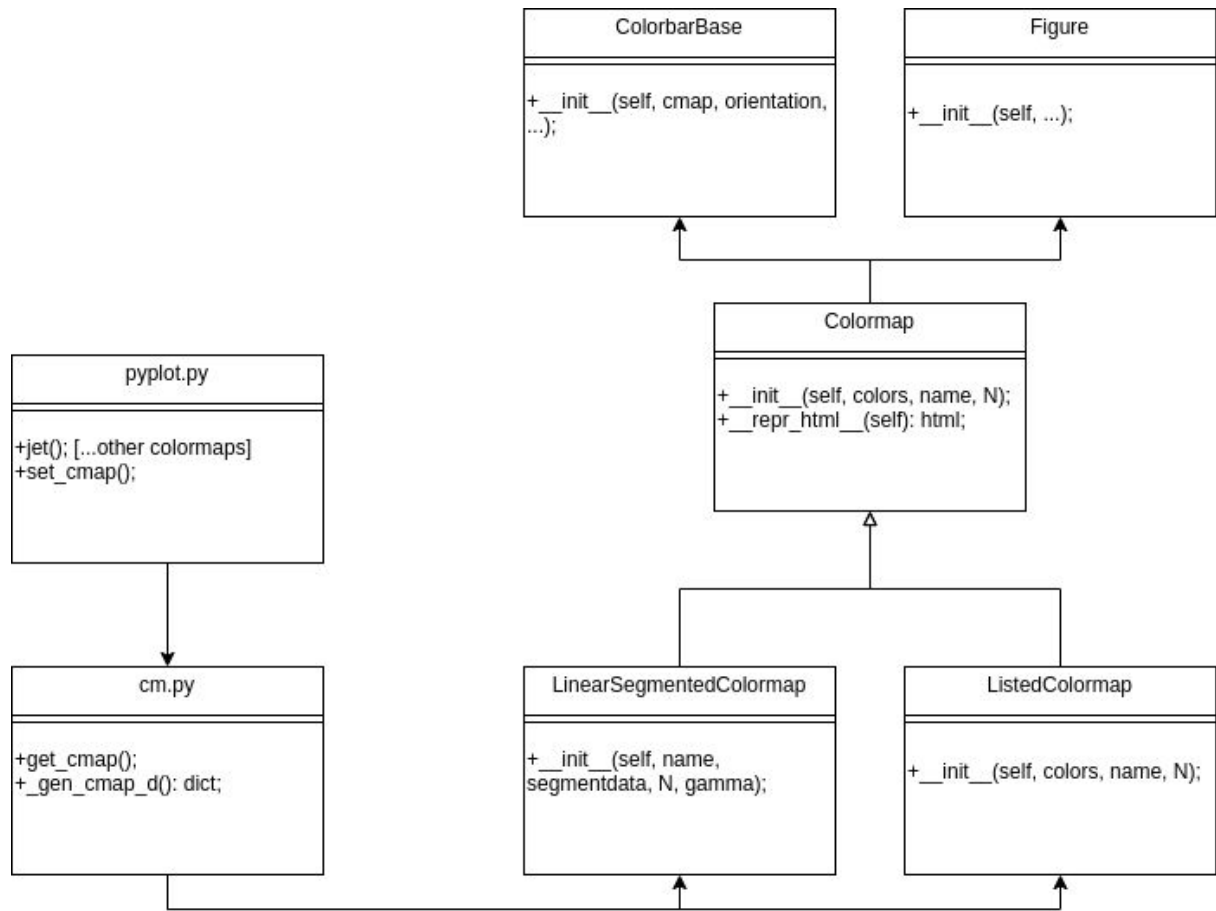 ColorbarBase
+__init__(self, cmap, orientation,
...);
Figure
+__init__(self, ...);
Colormap
+__init__(self, colors, name, N);
+__repr_html__(self): html;
pyplot.py
+jet(); [...other colormaps]
+set_cmap();
cm.py
+get_cmap();
+_gen_cmap_d(): dict;
LinearSegmentedColormap
+__init__(self, name,
segmentdata, N, gamma);
ListedColormap
+__init__(self, colors, name, N);